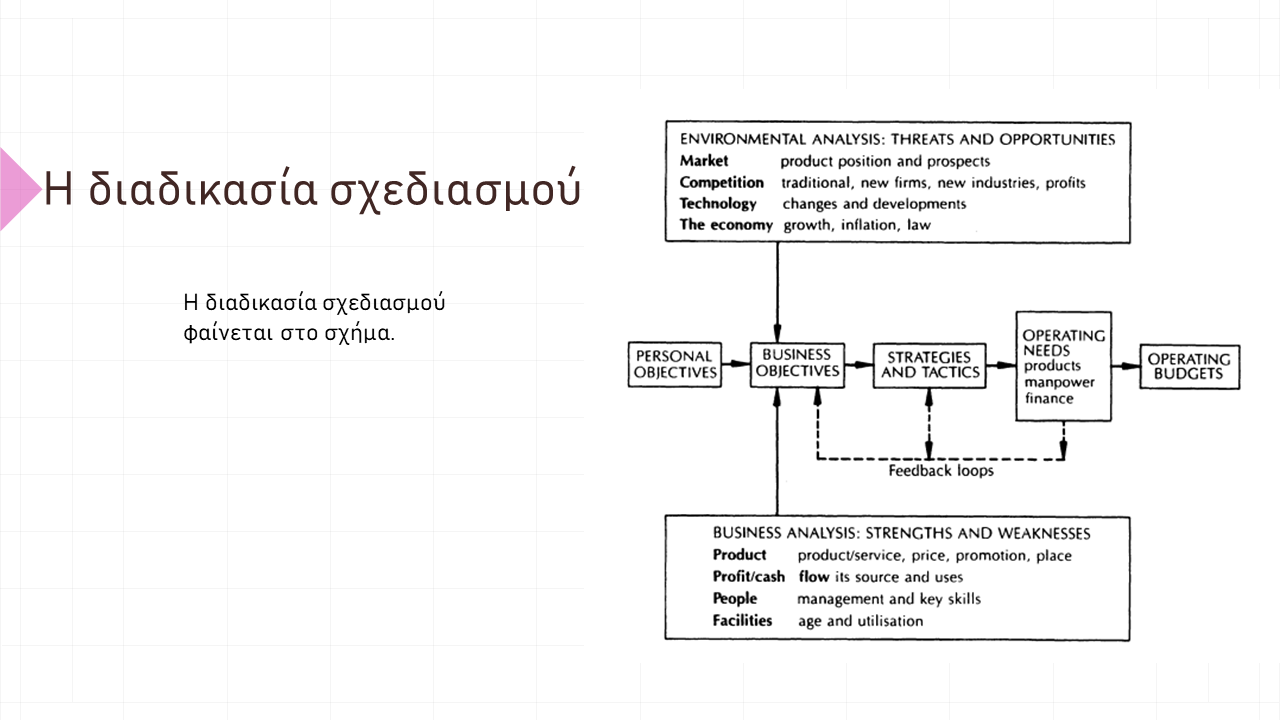 Η διαδικασία σχεδιασμού
Η διαδικασία σχεδιασμού
φαίνεται στο σχήμα.
ENVIRONMENTAL ANALYSIS: THREATS AND OPPORTUNITIES
Market product position and prospects
Competition traditional, new firms, new industries, profits
Technology changes and developments
The economy growth, inflation, law
PERSONAL
OBJECTIVES
BUSINESS
OBJECTIVES
STRATEGIES
AND TACTICS
OPERATING
NEEDS
products
manpower
finance
OPERATING
BUDGETS
Feedback loops
BUSINESS ANALYSIS: STRENGTHS AND WEAKNESSES
Product product/service, price, promotion, place
Profit/cash flow its source and uses
People management and key skills
Facilities age and utilisation